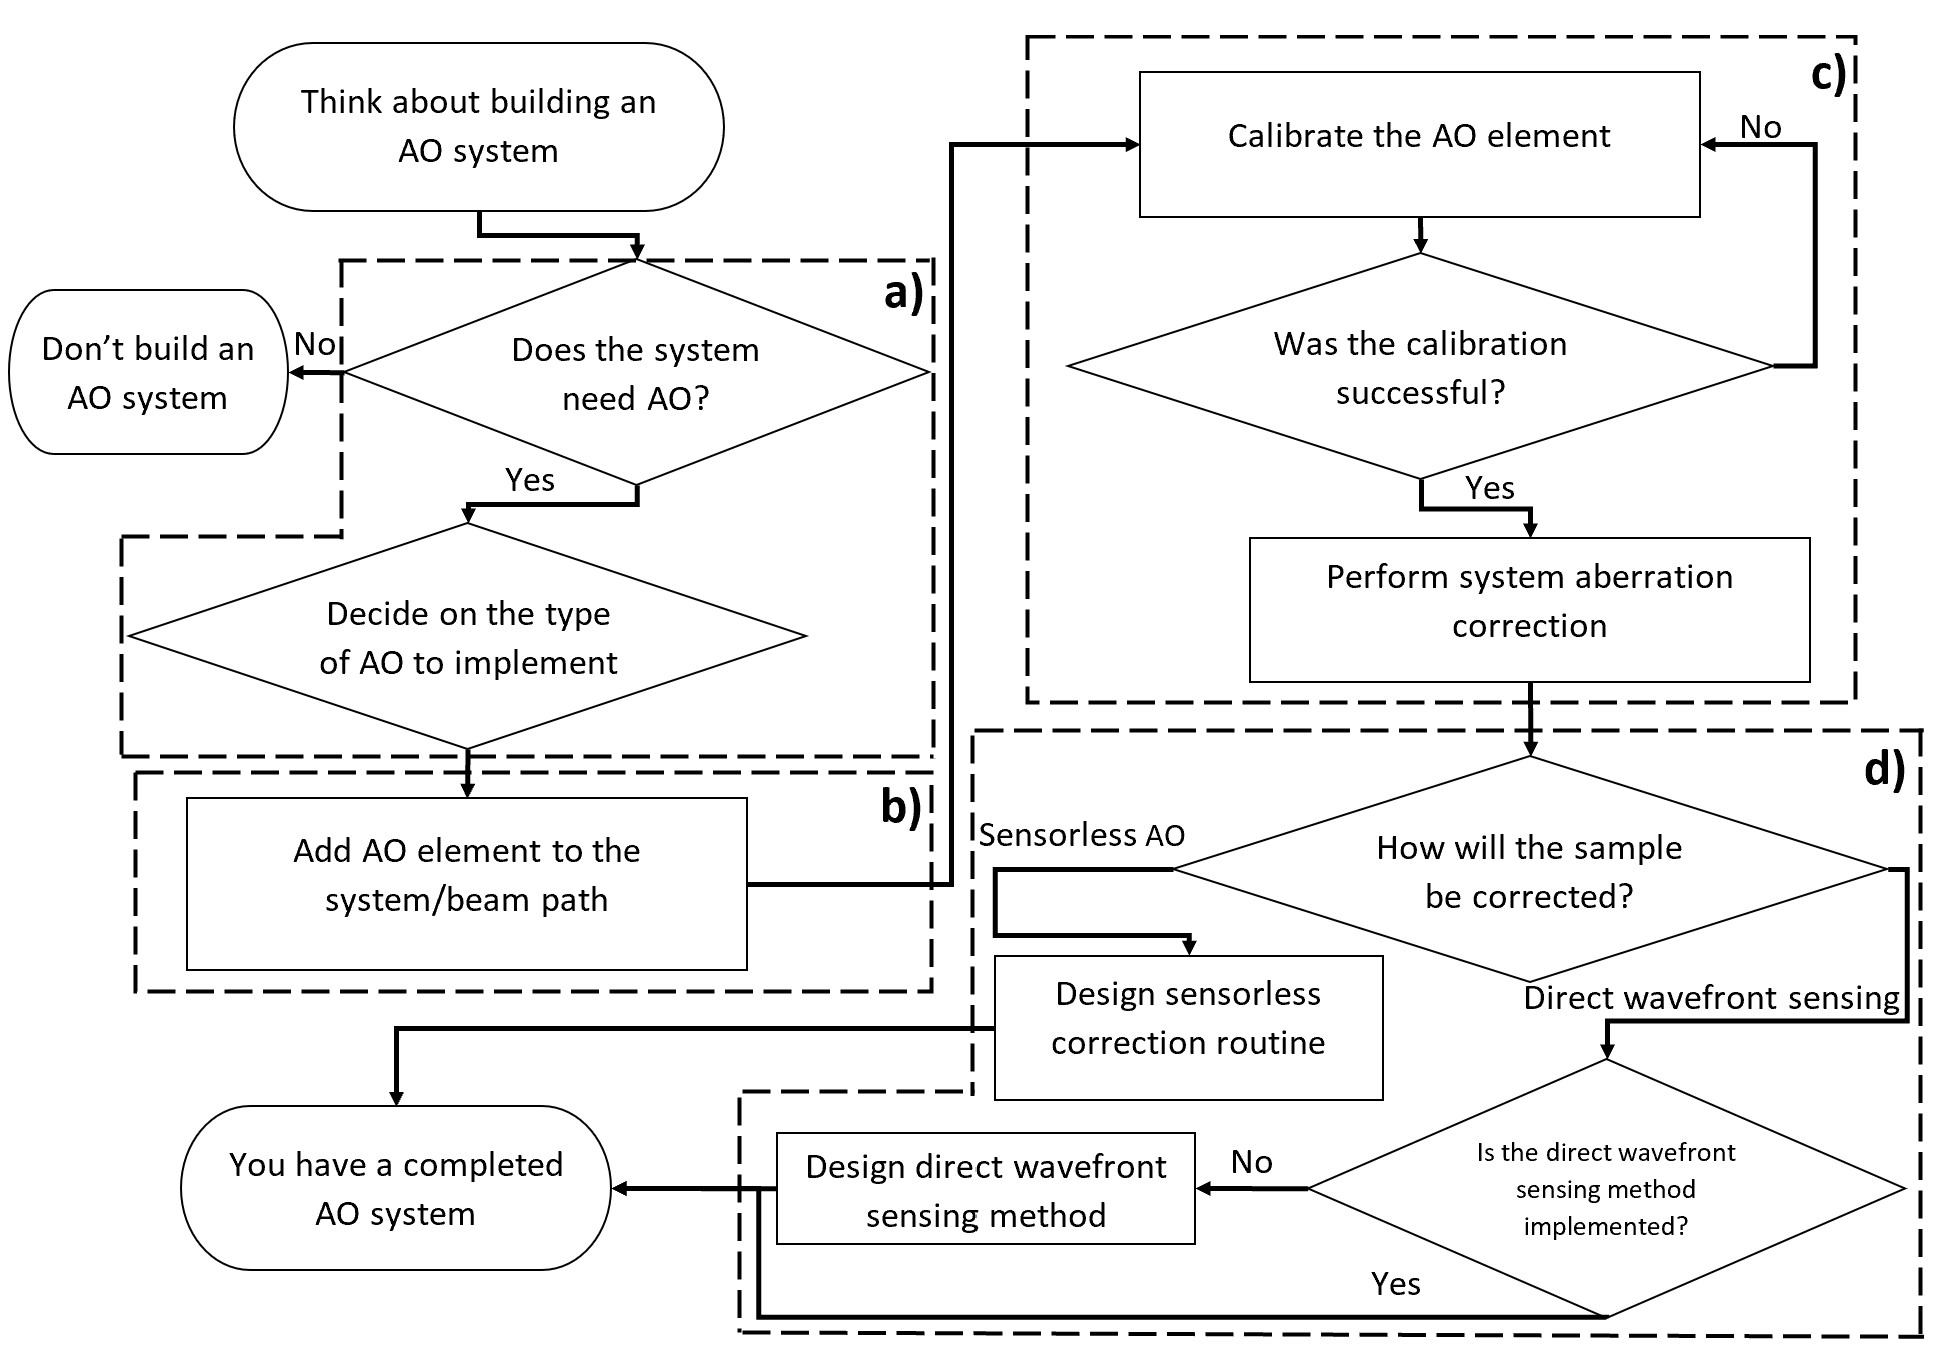 Think about building an
AO system
a)
Does the system
need AO?
No
Don’t build an
AO system
Yes
Decide on the type
of AO to implement
b)
Add AO element to the
system/beam path
c)
Calibrate the AO element
No
Was the calibration
successful?
Yes
Perform system aberration
correction
d)
How will the sample
be corrected?
Sensorless AO
Design sensorless
correction routine
Direct wavefront sensing
Is the direct wavefront
sensing method
implemented?
No
Design direct wavefront
sensing method
Yes
You have a completed
AO system